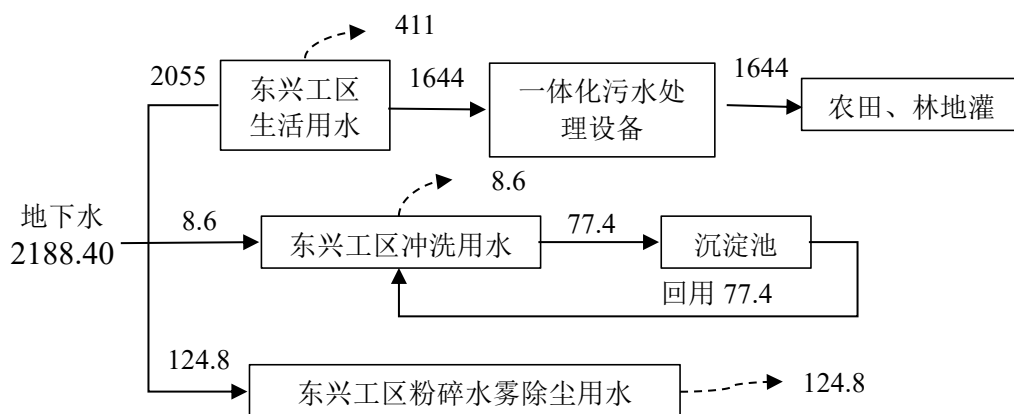 411
2055
东兴工区
生活用水
1644
一体化污水处
理设备
1644
农田、林地灌
8.6
地下水
2188.40
8.6
东兴工区冲洗用水
77.4
沉淀池
回用 77.4
124.8
东兴工区粉碎水雾除尘用水
124.8